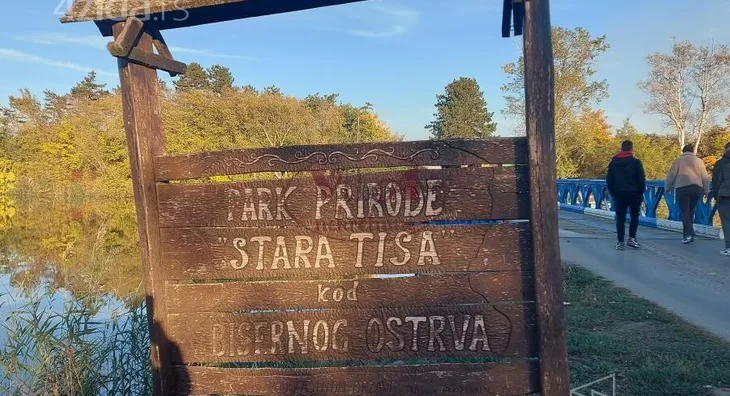 PARK PRIRODE
"STARA TISA"
kod
BISERNOG OSTRVA